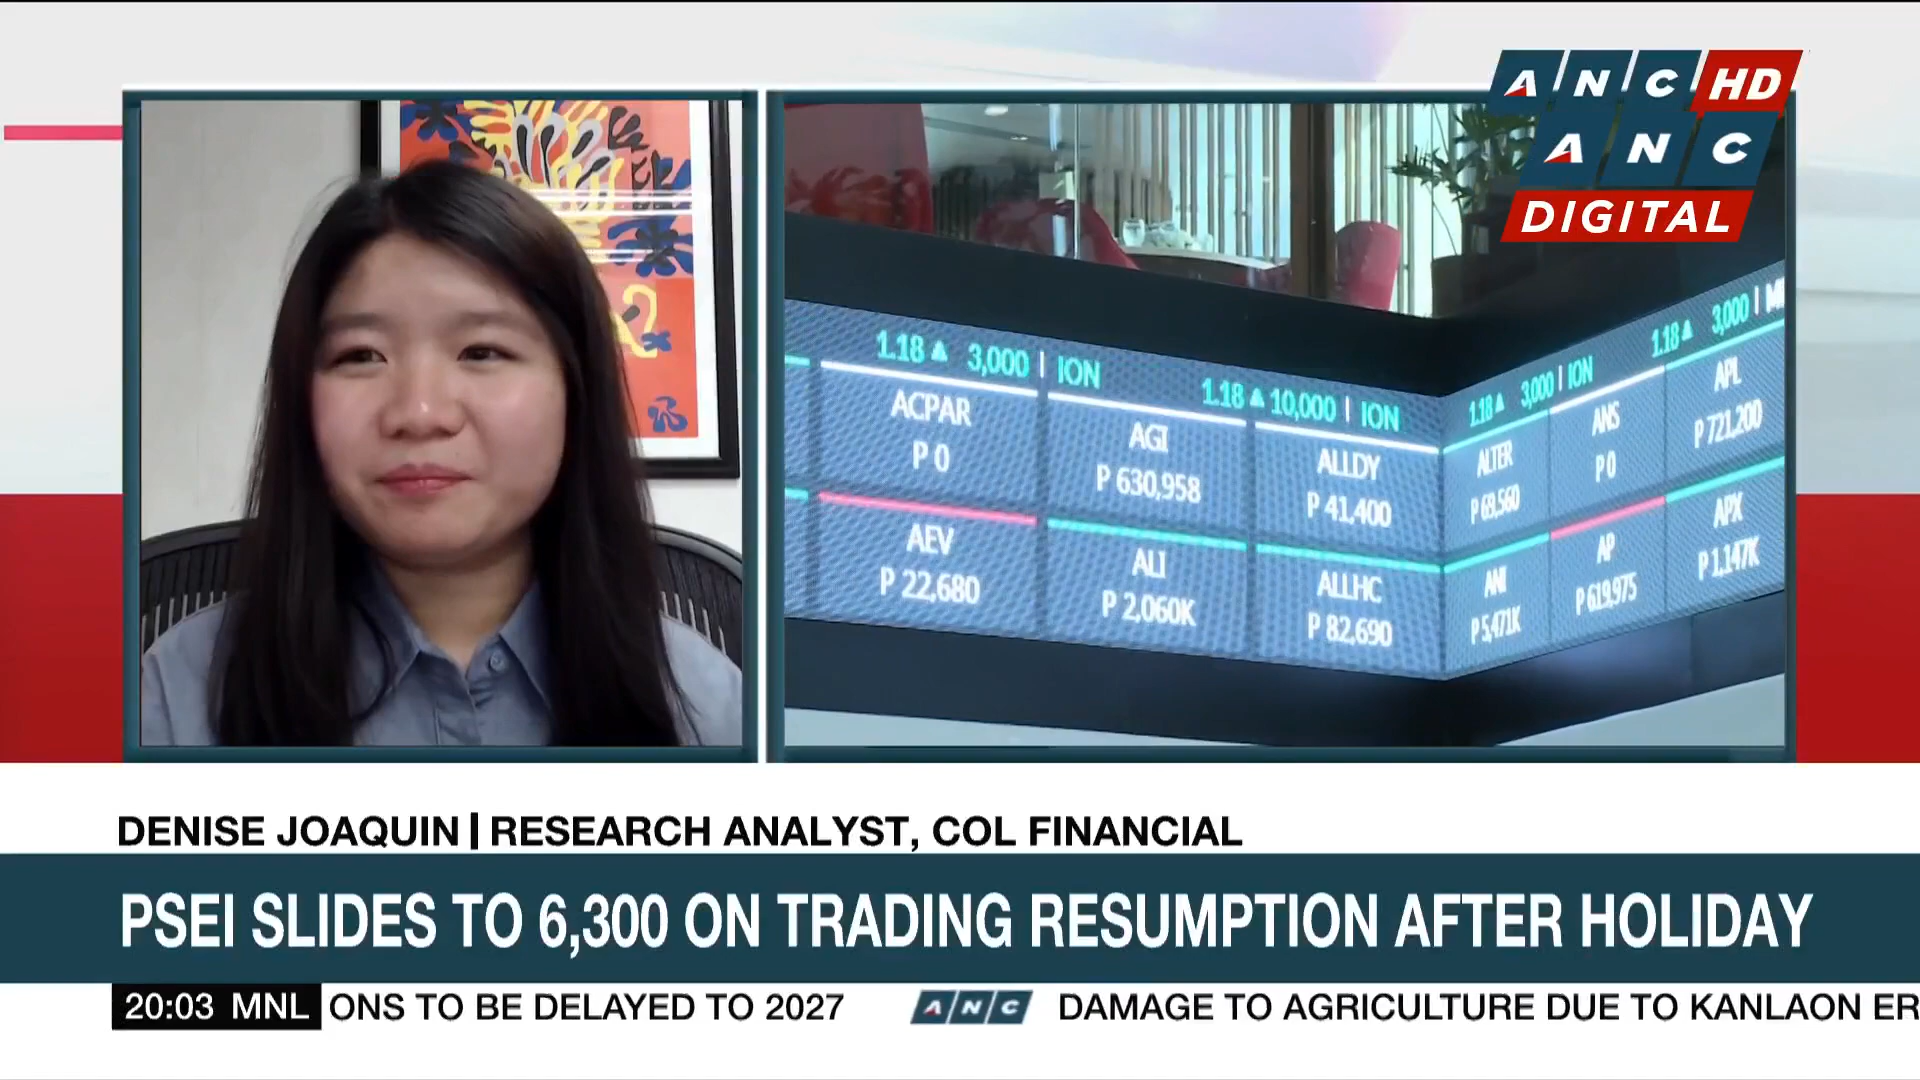 ANC HD
ANC
DIGITAL
1.18 ▲ 3,000 | ION 1.18 ▲ 10,000 | ION 1.18 ▲ 3,000 | ION 1.18 ▲ 3,000 |
ACPAR
P 0
AGI
P 630,958
ALLDY
P 41,400
ALTER
P 69,560
ANS
P 0
APL
P 721,200
AEV
P 22,680
ALI
P 2,060K
ALLHC
P 82,690
ANI
P 5,471K
AP
P 619,975
APX
P 1,147K
DENISE JOAQUIN | RESEARCH ANALYST, COL FINANCIAL
PSEI SLIDES TO 6,300 ON TRADING RESUMPTION AFTER HOLIDAY
20:03 MNL ONS TO BE DELAYED TO 2027 ANC DAMAGE TO AGRICULTURE DUE TO KANLAON ER